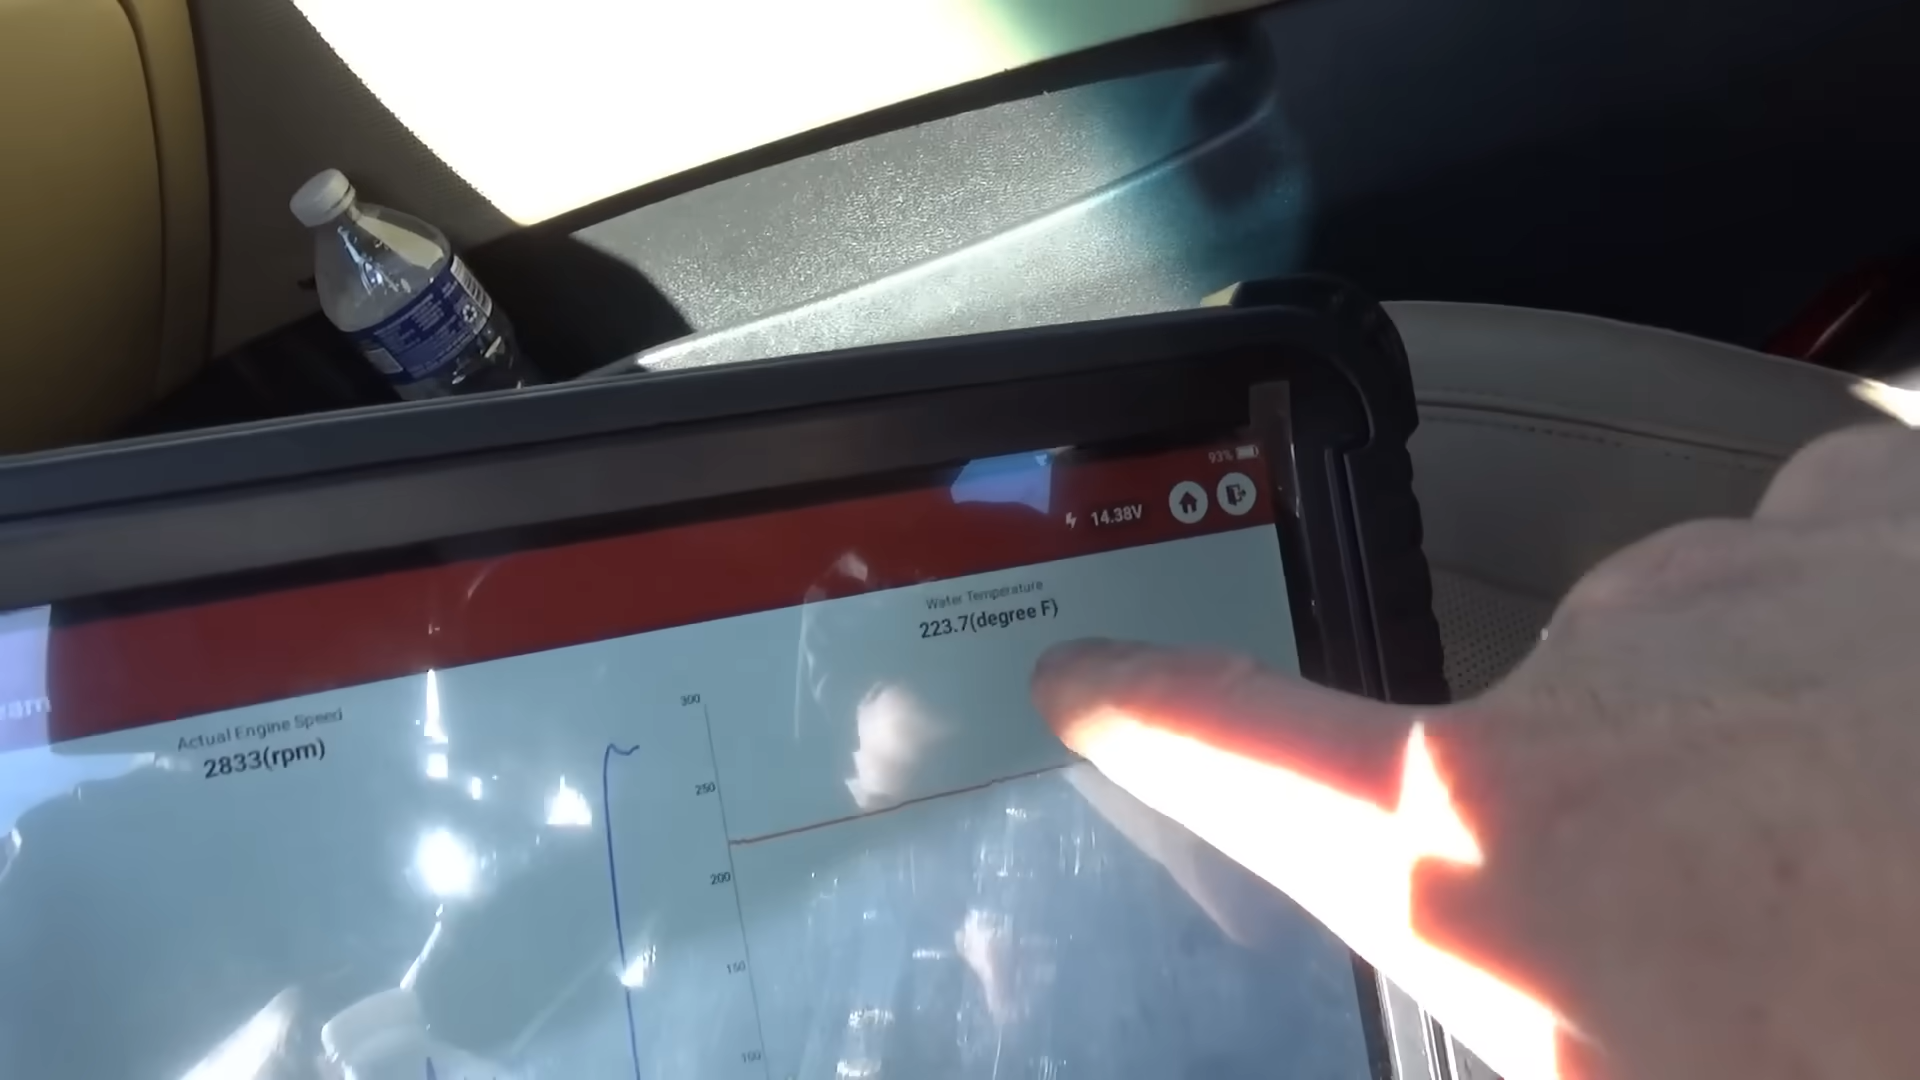 93%
14.38V
Water Temperature
223.7(degree F)
Actual Engine Speed
2833(rpm)
300
250
200
150
100